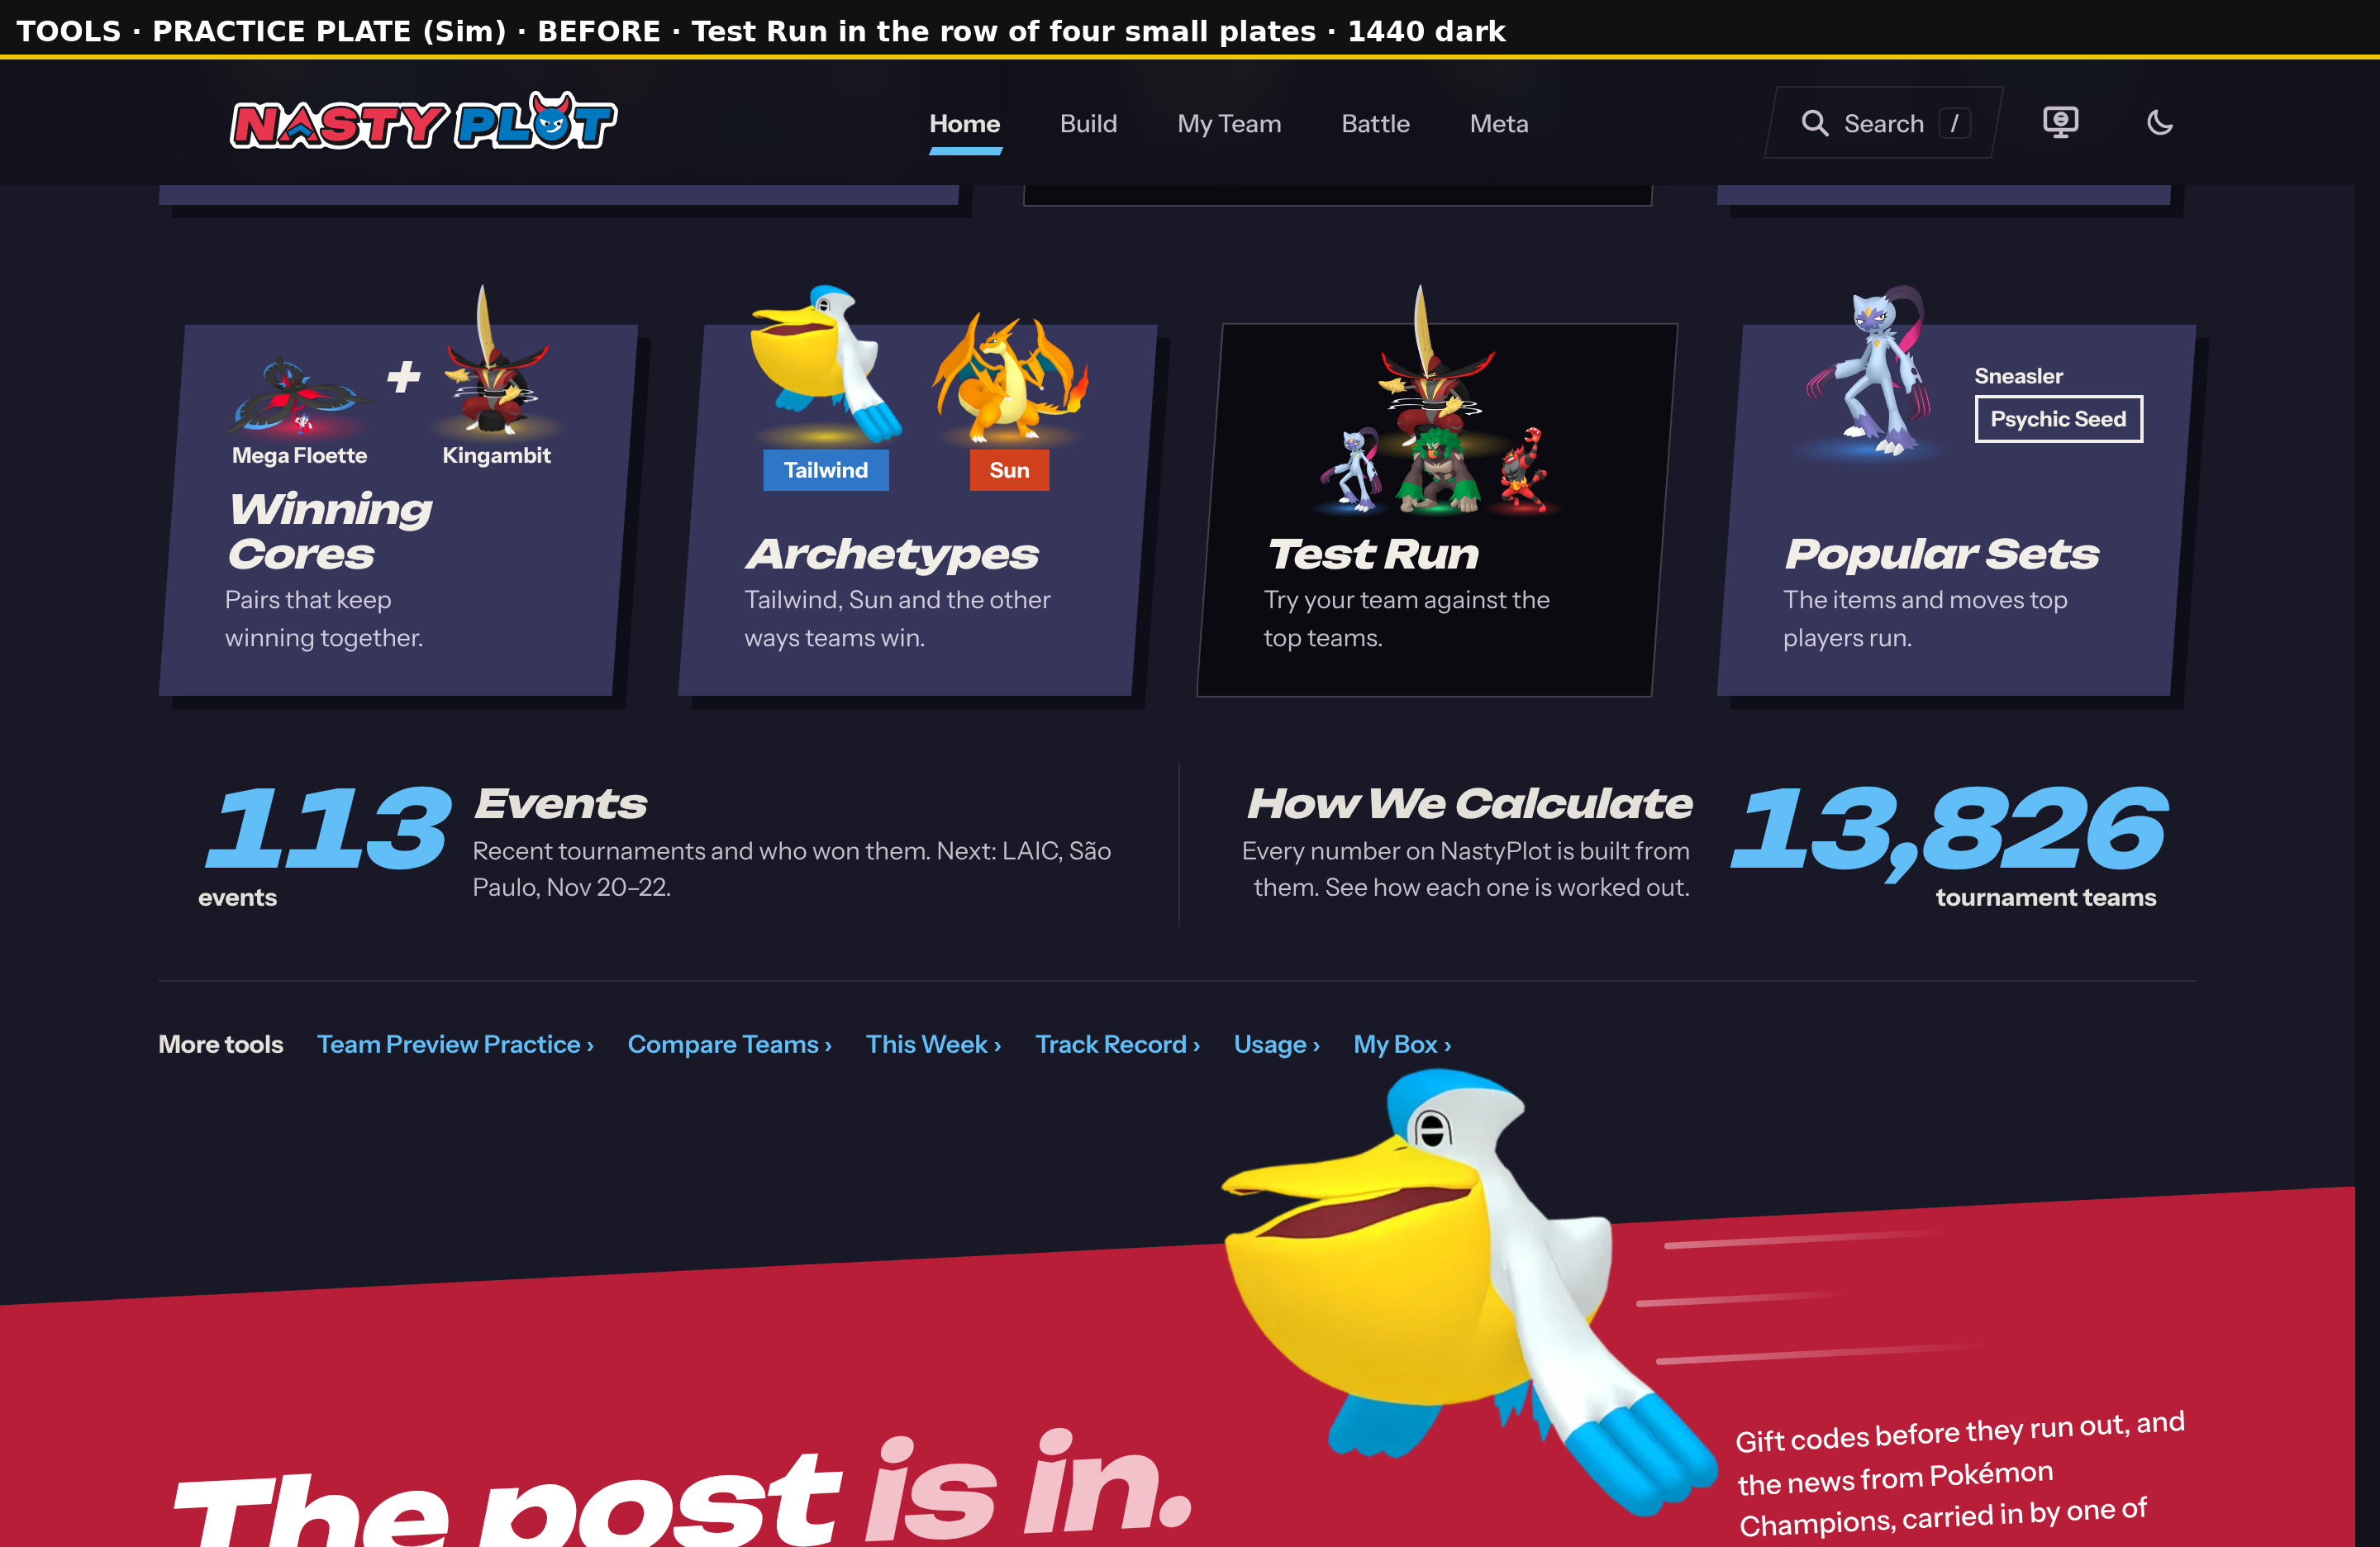 TOOLS · PRACTICE PLATE (Sim) · BEFORE · Test Run in the row of four small plates · 1440 dark
NASTY PLOT
Home
Build
My Team
Battle
Meta
Search /
+
Mega Floette
Kingambit
Winning
Cores
Pairs that keep
winning together.
Tailwind
Sun
Archetypes
Tailwind, Sun and the other
ways teams win.
Test Run
Try your team against the
top teams.
Sneasler
Psychic Seed
Popular Sets
The items and moves top
players run.
113
events
Events
Recent tournaments and who won them. Next: LAIC, São
Paulo, Nov 20–22.
How We Calculate
Every number on NastyPlot is built from
them. See how each one is worked out.
13,826
tournament teams
More tools
Team Preview Practice ›
Compare Teams ›
This Week ›
Track Record ›
Usage ›
My Box ›
The post is in.
Gift codes before they run out, and
the news from Pokémon
Champions, carried in by one of